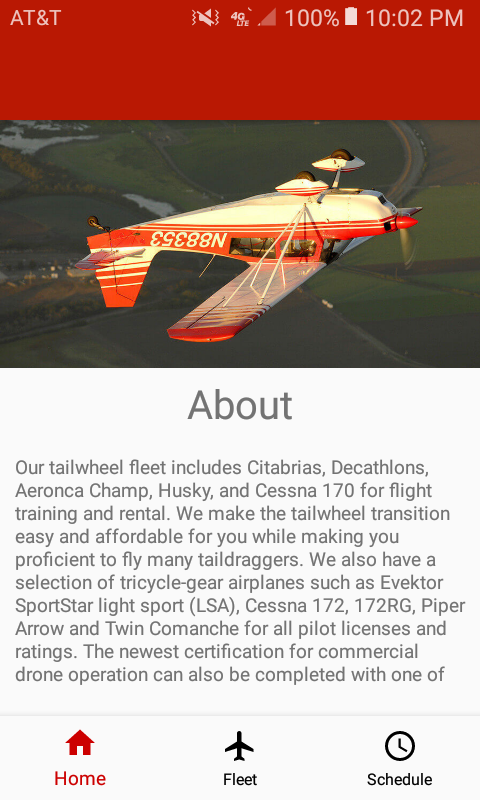 AT&T 4G LTE 100% 10:02 PM
N88353
About
Our tailwheel fleet includes Citabrias, Decathlons,
Aeronca Champ, Husky, and Cessna 170 for flight
training and rental. We make the tailwheel transition
easy and affordable for you while making you
proficient to fly many taildraggers. We also have a
selection of tricycle-gear airplanes such as Evektor
SportStar light sport (LSA), Cessna 172, 172RG, Piper
Arrow and Twin Comanche for all pilot licenses and
ratings. The newest certification for commercial
drone operation can also be completed with one of
Home Fleet Schedule